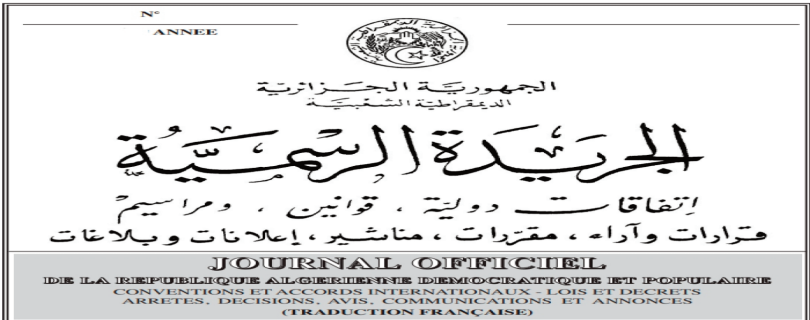 N°
ANNEE
الجمهورية الجزائرية
الديمقراطية الشعبية
الجريدة الرسمية
إتفاقات دولية ، قوانين ، ومراسيم
قرارات وآراء ، مقررات ، مناشير ، إعلانات وبلاغات
JOURNAL OFFICIEL
DE LA REPUBLIQUE ALGERIENNE DEMOCRATIQUE ET POPULAIRE
CONVENTIONS ET ACCORDS INTERNATIONAUX - LOIS ET DECRETS
ARRETES, DECISIONS, AVIS, COMMUNICATIONS ET ANNONCES
(TRADUCTION FRANÇAISE)